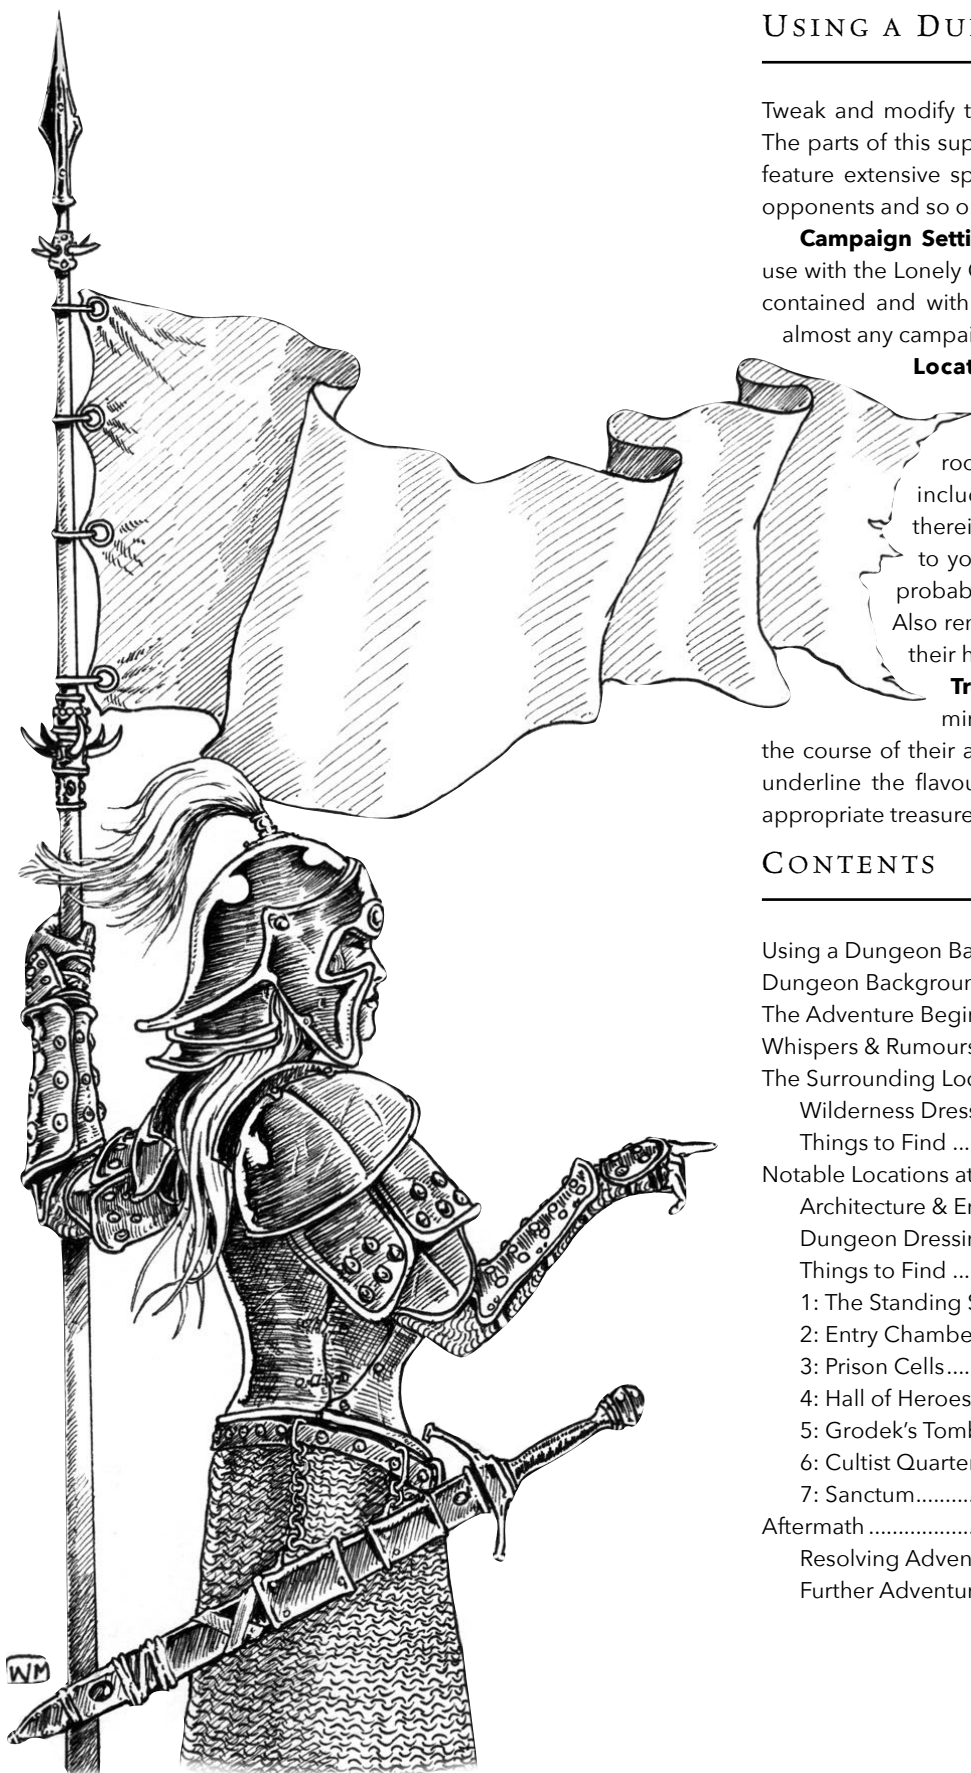 USING A DU
Tweak and modify t
The parts of this sup
feature extensive sp
opponents and so o
Campaign Setti
use with the Lonely C
contained and with
almost any campai
Locat
roo
inclu
therei
to yo
probab
Also rer
their h
Tr
mi
the course of their a
underline the flavou
appropriate treasure
CONTENTS
Using a Dungeon Ba
Dungeon Backgroun
The Adventure Begin
Whispers & Rumours
The Surrounding Loc
Wilderness Dress
Things to Find ...
Notable Locations at
Architecture & En
Dungeon Dressin
Things to Find ...
1: The Standing S
2: Entry Chambe
3: Prison Cells....
4: Hall of Heroes
5: Grodek's Tomb
6: Cultist Quarter
7: Sanctum..........
Aftermath ..................
Resolving Adven
Further Adventur
WM